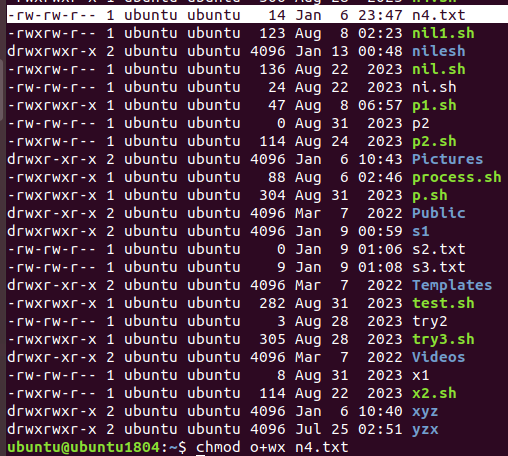 -rw-rw-r-- 1 ubuntu ubuntu   14 Jan  6 23:47 n4.txt
-rwxrwxr-x 1 ubuntu ubuntu  123 Aug  8 02:23 nil1.sh
drwxrwxr-x 2 ubuntu ubuntu 4096 Jan 13 00:48 nilesh
-rwxrw-r-- 1 ubuntu ubuntu  136 Aug 22  2023 nil.sh
-rw-rw-r-- 1 ubuntu ubuntu   24 Aug 22  2023 ni.sh
-rwxrwxr-x 1 ubuntu ubuntu   47 Aug  8 06:57 p1.sh
-rw-rw-r-- 1 ubuntu ubuntu    0 Aug 31  2023 p2
-rwxrw-r-- 1 ubuntu ubuntu  114 Aug 24  2023 p2.sh
drwxr-xr-x 2 ubuntu ubuntu 4096 Jan  6 10:43 Pictures
-rwxrwxr-x 1 ubuntu ubuntu   88 Aug  6 02:46 process.sh
-rwxrwxr-x 1 ubuntu ubuntu  304 Aug 31  2023 p.sh
drwxr-xr-x 2 ubuntu ubuntu 4096 Mar  7  2022 Public
drwxrwxr-x 2 ubuntu ubuntu 4096 Jan  9 00:59 s1
-rw-rw-r-- 1 ubuntu ubuntu    0 Jan  9 01:06 s2.txt
-rw-rw-r-- 1 ubuntu ubuntu    9 Jan  9 01:08 s3.txt
drwxr-xr-x 2 ubuntu ubuntu 4096 Mar  7  2022 Templates
-rwxrwxr-x 1 ubuntu ubuntu  282 Aug 31  2023 test.sh
-rw-rw-r-- 1 ubuntu ubuntu    3 Aug 28  2023 try2
-rwxrwxr-x 1 ubuntu ubuntu  305 Aug 28  2023 try3.sh
drwxr-xr-x 2 ubuntu ubuntu 4096 Mar  7  2022 Videos
-rw-rw-r-- 1 ubuntu ubuntu    8 Aug 31  2023 x1
-rwxrw-r-- 1 ubuntu ubuntu  114 Aug 22  2023 x2.sh
drwxrwxr-x 2 ubuntu ubuntu 4096 Jan  6 10:40 xyz
drwxrwxr-x 2 ubuntu ubuntu 4096 Jul 25 02:51 yzx
ubuntu@ubuntu1804:~$ chmod o+wx n4.txt